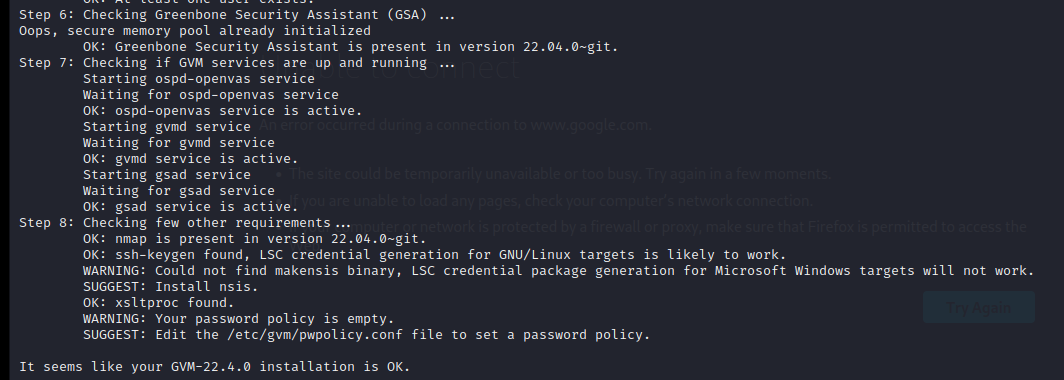 OK: At least one user exists.
Step 6: Checking Greenbone Security Assistant (GSA) ...
Oops, secure memory pool already initialized
OK: Greenbone Security Assistant is present in version 22.04.0~git.
Step 7: Checking if GVM services are up and running ...
Starting ospd-openvas service
Waiting for ospd-openvas service
OK: ospd-openvas service is active.
Starting gvmd service
An error occurred during a connection to www.google.com.
Waiting for gvmd service
OK: gvmd service is active.
Starting gsad service
The site could be temporarily unavailable or too busy. Try again in a few moments.
Waiting for gsad service
OK: gsad service is active.
you are unable to load any pages, check your computer's network connection.
Step 8: Checking few other requirements...
computer or network is protected by a firewall or proxy, make sure that Firefox is permitted to access the
OK: nmap is present in version 22.04.0~git.
OK: ssh-keygen found, LSC credential generation for GNU/Linux targets is likely to work.
WARNING: Could not find makensis binary, LSC credential package generation for Microsoft Windows targets will not work.
SUGGEST: Install nsis.
OK: xsltproc found.
Try Again
WARNING: Your password policy is empty.
SUGGEST: Edit the /etc/gvm/pwpolicy.conf file to set a password policy.
It seems like your GVM-22.4.0 installation is OK.